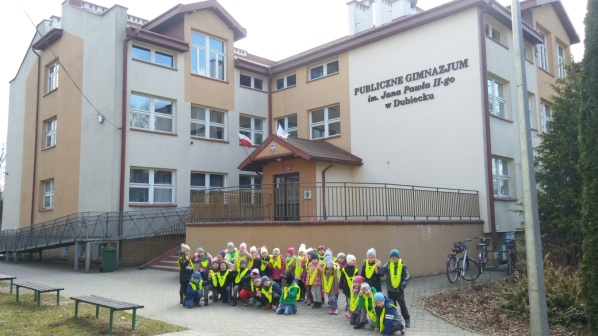 PUBLICZNE GIMNAZJUM
im. Jana Pawła II-go
w Dubiecku